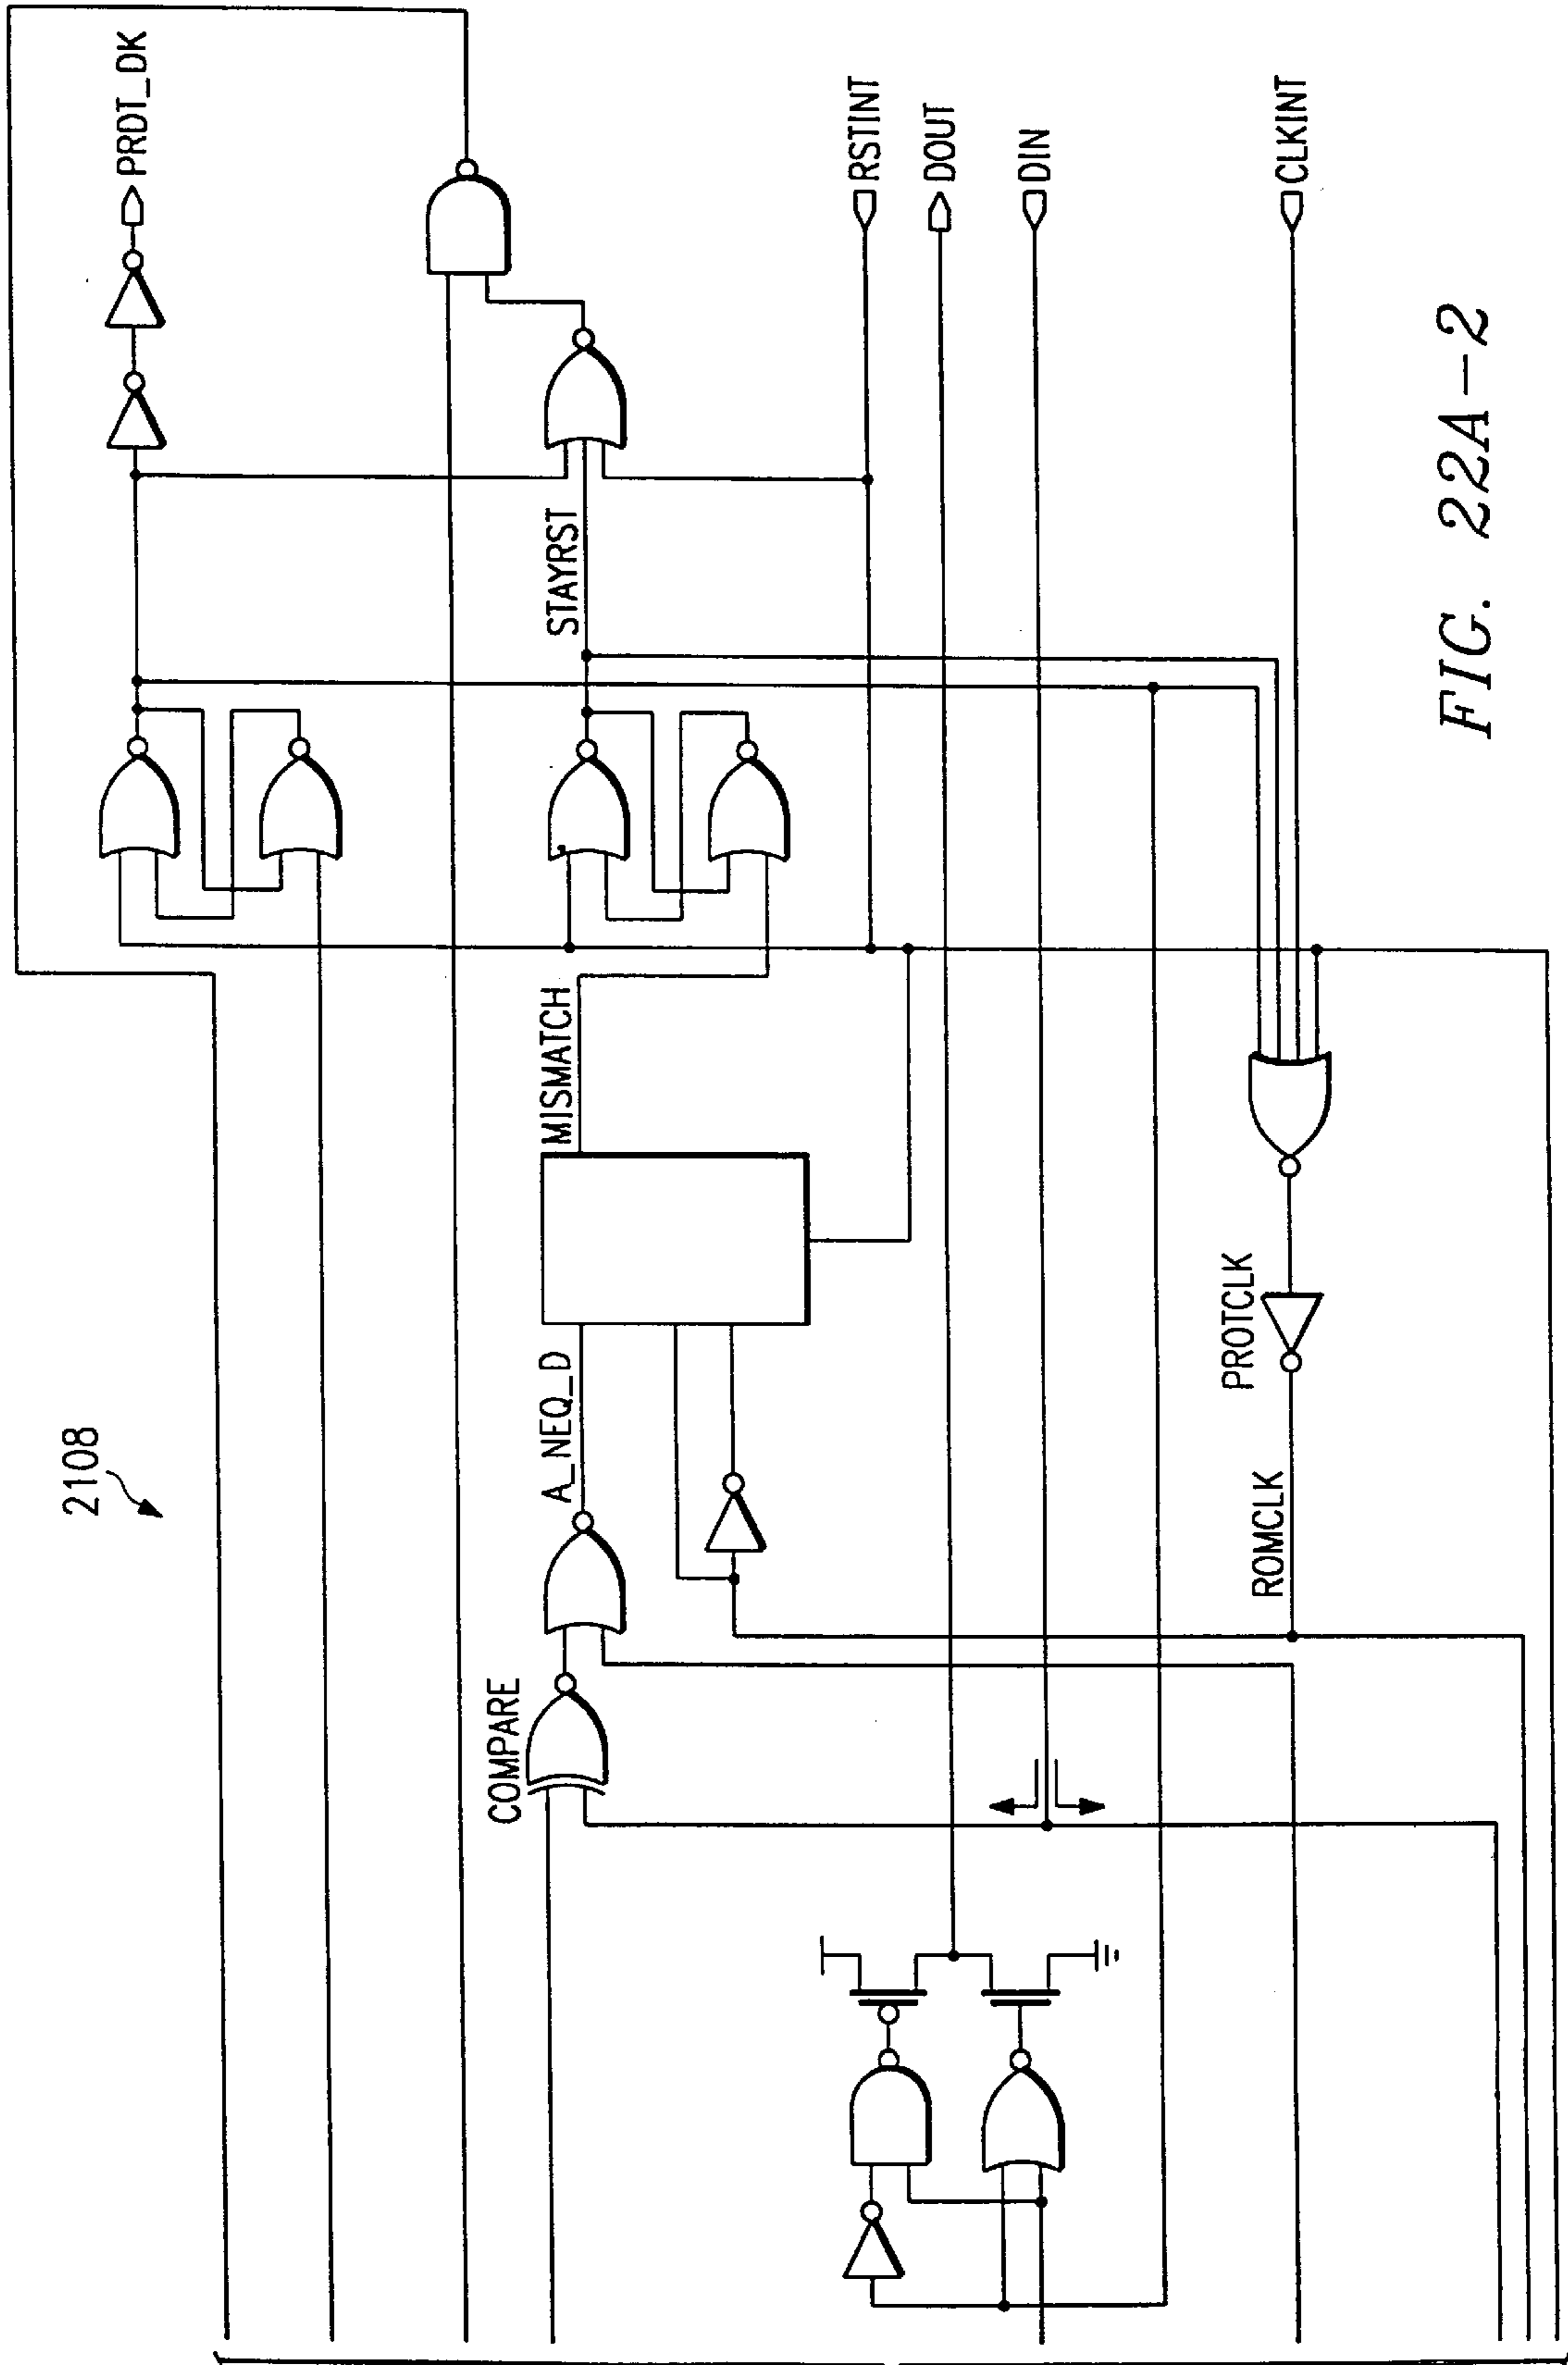 2108
PRDT_DK
RSTINT
DOUT
DIN
CLKINT
STAYRST
MISMATCH
A_NEQ_D
COMPARE
PROTCLK
ROMCLK
FIG. 22A-2